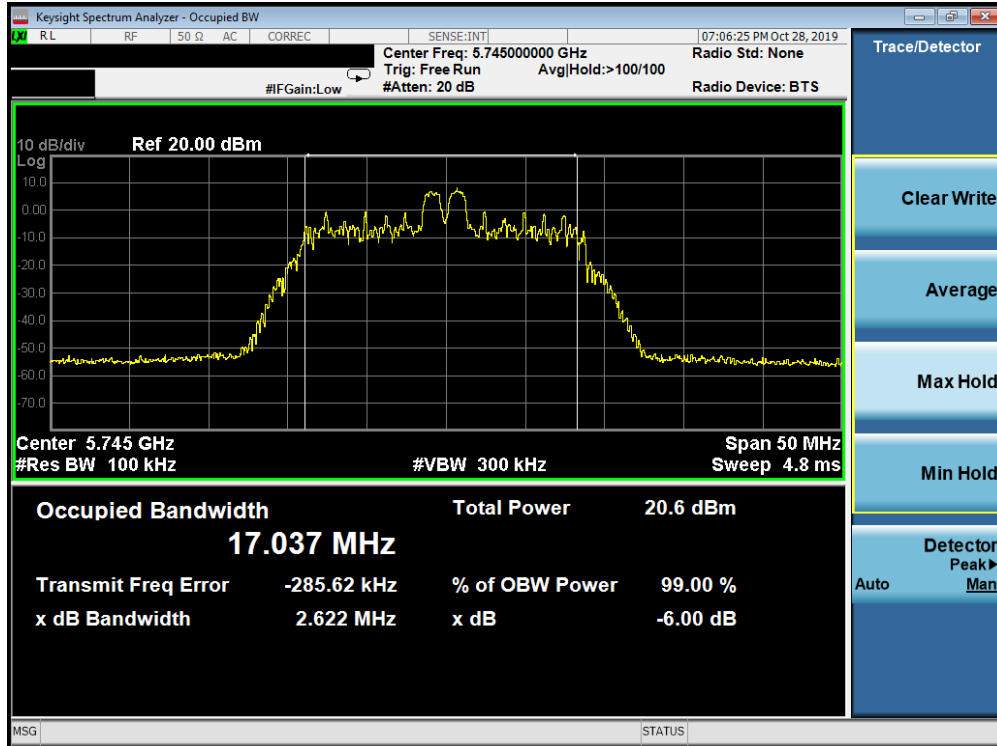 Keysight Spectrum Analyzer - Occupied BW
LXI RL RF 50 Ω AC CORREC SENSE:INT 07:06:25 PM Oct 28, 2019
Center Freq: 5.745000000 GHz Radio Std: None
Trig: Free Run Avg|Hold:>100/100
#IFGain:Low #Atten: 20 dB Radio Device: BTS
10 dB/div Ref 20.00 dBm
Log
10.0
0.00
-10.0
-20.0
-30.0
-40.0
-50.0
-60.0
-70.0
Center 5.745 GHz Span 50 MHz
#Res BW 100 kHz #VBW 300 kHz Sweep 4.8 ms
Occupied Bandwidth Total Power 20.6 dBm
17.037 MHz
Transmit Freq Error -285.62 kHz % of OBW Power 99.00 %
x dB Bandwidth 2.622 MHz x dB -6.00 dB
MSG STATUS
Trace/Detector
Clear Write
Average
Max Hold
Min Hold
Detector
Peak▶
Auto Man